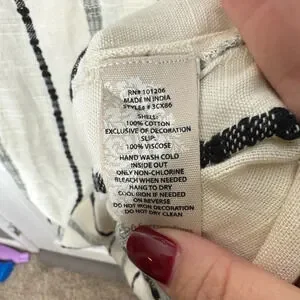 RN# 101206
MADE IN INDIA
STYLE# #3CX86
SHELL:
100% COTTON
EXCLUSIVE OF DECORATION
SLIP:
100% VISCOSE
HAND WASH COLD
INSIDE OUT
ONLY NON-CHLORINE
BLEACH WHEN NEEDED
HANG TO DRY
COOL IRON IF NEEDED
ON REVERSE
DO NOT IRON DECORATION
DO NOT DRY CLEAN